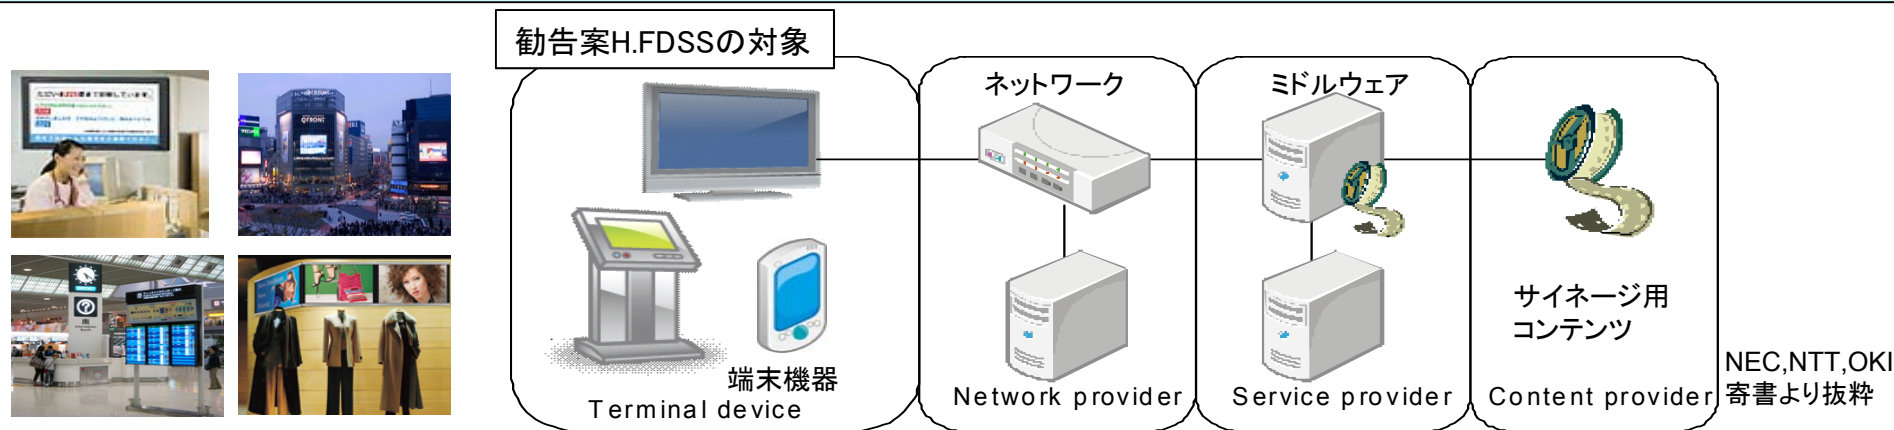 勧告案H.FDSSの対象
ネットワーク
ミドルウェア
QFRONT
サイネージ用
コンテンツ
端末機器
Terminal device
Network provider
Service provider
Content provider
NEC,NTT,OKI
寄書より抜粋